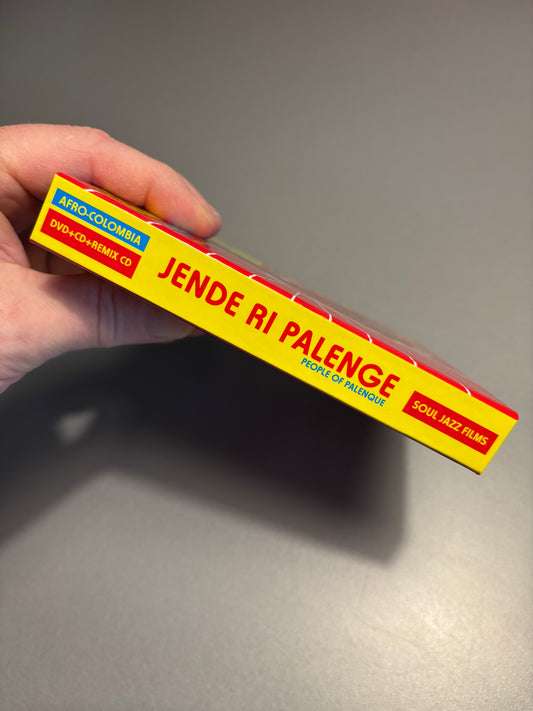 AFRO-COLOMBIA
DVD+CD+REMIX CD
JENDE RI PALENGE
PEOPLE OF PALENQUE
SOUL JAZZ FILMS